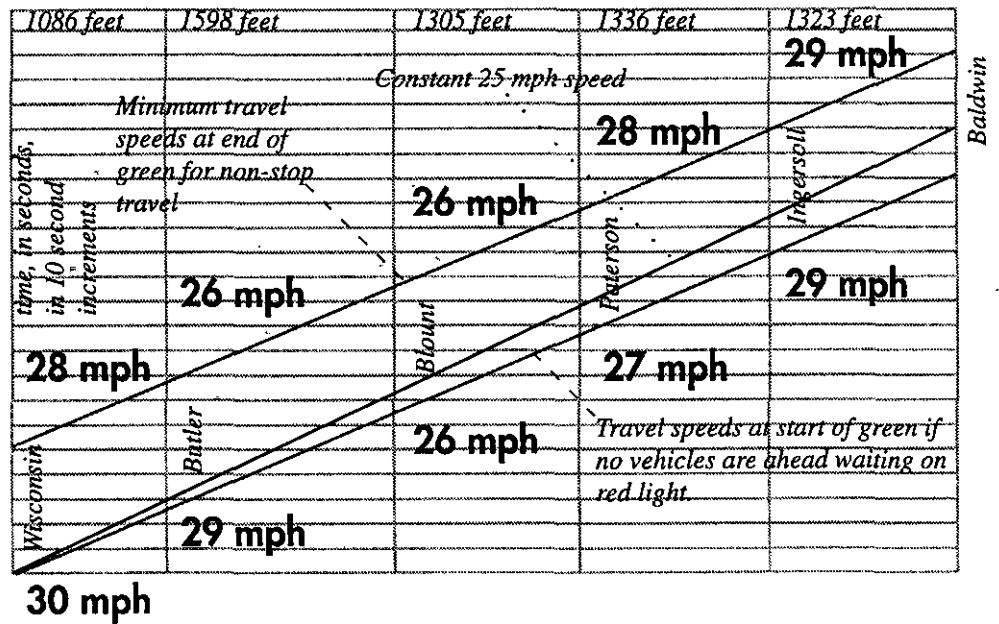 1086 feet 1598 feet 1305 feet 1336 feet 1323 feet
29 mph
Baldwin
Constant 25 mph speed
Minimum travel
speeds at end of
green for non-stop
travel
28 mph
Ingersoll
time, in seconds,
in 10 second
increments
26 mph
Paterson
26 mph
29 mph
Blount
28 mph
27 mph
Butler
26 mph
Travel speeds at start of green if
no vehicles are ahead waiting on
red light.
Wisconsin
29 mph
30 mph